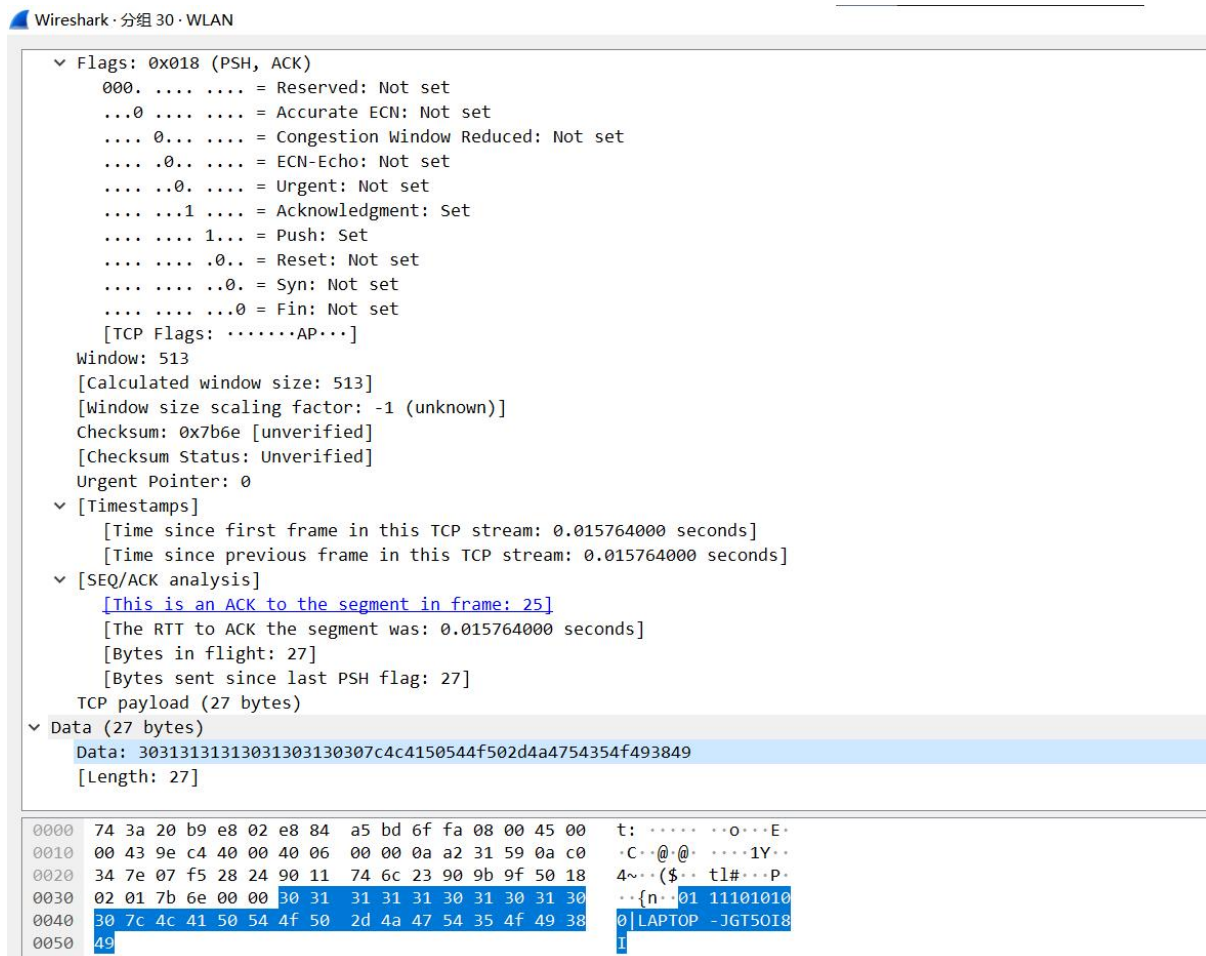 Wireshark · 分组 30 · WLAN
Flags: 0x018 (PSH, ACK)
000. .... .... = Reserved: Not set
...0 .... .... = Accurate ECN: Not set
.... 0... .... = Congestion Window Reduced: Not set
.... .0.. .... = ECN-Echo: Not set
.... ..0. .... = Urgent: Not set
.... ...1 .... = Acknowledgment: Set
.... .... 1... = Push: Set
.... .... .0.. = Reset: Not set
.... .... ..0. = Syn: Not set
.... .... ...0 = Fin: Not set
[TCP Flags: ·······AP···]
Window: 513
[Calculated window size: 513]
[Window size scaling factor: -1 (unknown)]
Checksum: 0x7b6e [unverified]
[Checksum Status: Unverified]
Urgent Pointer: 0
[Timestamps]
[Time since first frame in this TCP stream: 0.015764000 seconds]
[Time since previous frame in this TCP stream: 0.015764000 seconds]
[SEQ/ACK analysis]
[This is an ACK to the segment in frame: 25]
[The RTT to ACK the segment was: 0.015764000 seconds]
[Bytes in flight: 27]
[Bytes sent since last PSH flag: 27]
TCP payload (27 bytes)
Data (27 bytes)
Data: 30313131313031303130307c4c4150544f502d4a4754354f493849
[Length: 27]
0000 74 3a 20 b9 e8 02 e8 84 a5 bd 6f fa 08 00 45 00 t: ····· ··o···E·
0010 00 43 9e c4 40 00 40 06 00 00 0a a2 31 59 0a c0 ·C··@·@· ····1Y··
0020 34 7e 07 f5 28 24 90 11 74 6c 23 90 9b 9f 50 18 4~··($·· tl#···P·
0030 02 01 7b 6e 00 00 30 31 31 31 31 30 31 30 31 30 ··{n··01 11101010
0040 30 7c 4c 41 50 54 4f 50 2d 4a 47 54 35 4f 49 38 0|LAPTOP -JGT5OI8
0050 49 I